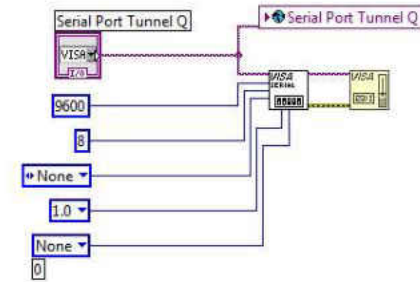 Serial Port Tunnel Q
Serial Port Tunnel Q
VISA
I/O
VISA
SERIAL
VISA
9600
8
None
1.0
None
0